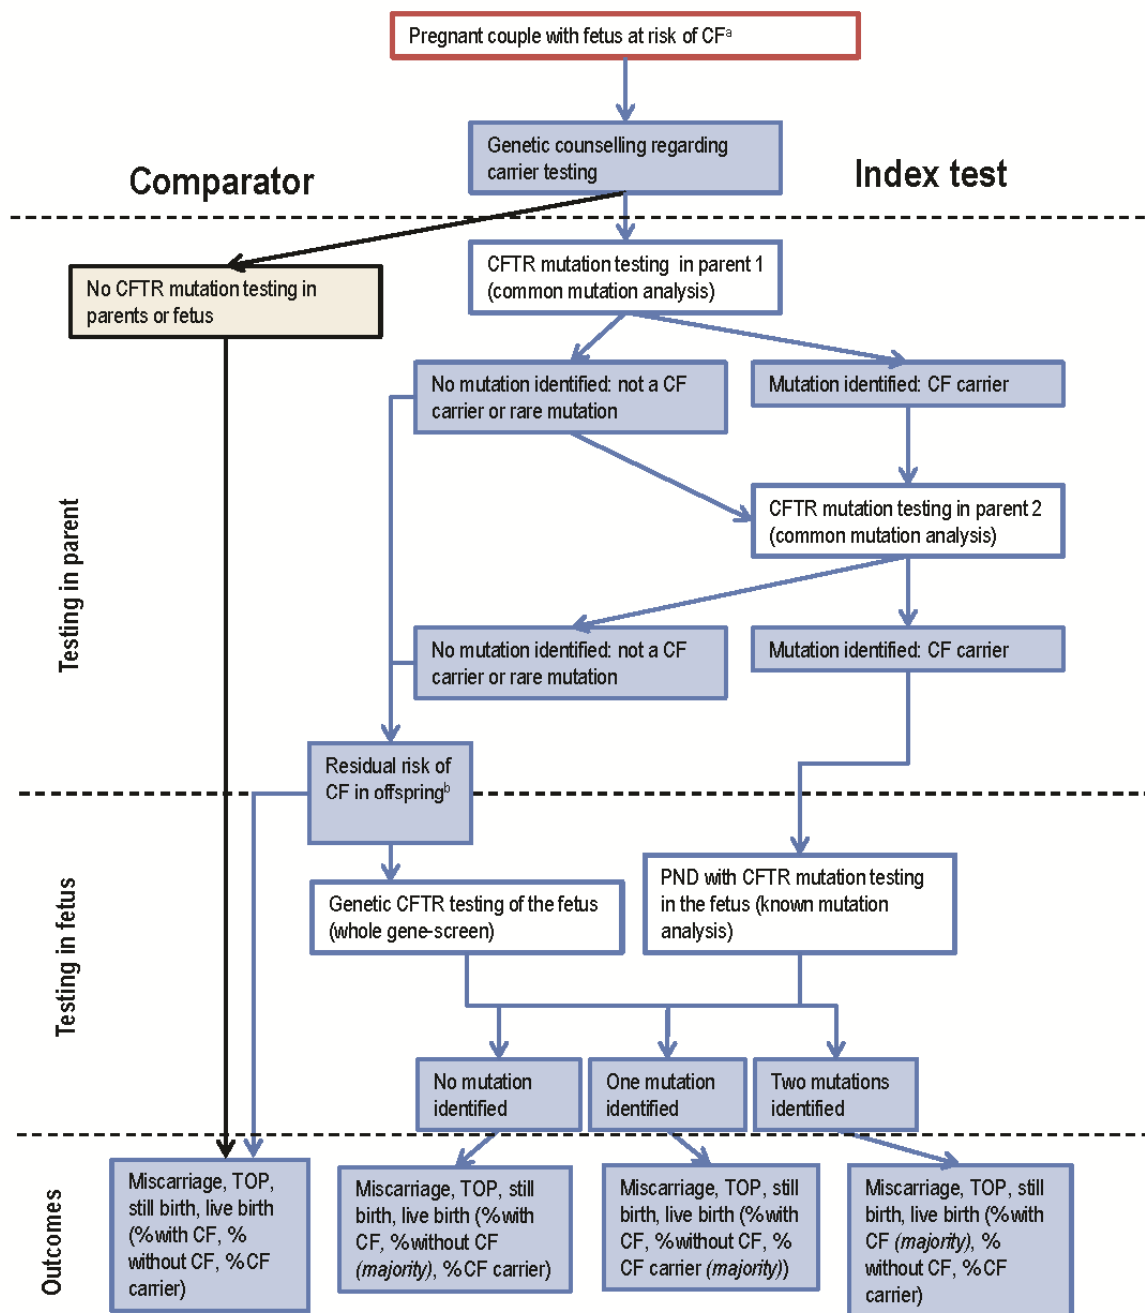 Pregnant couple with fetus at risk of CFᵃ
Genetic counselling regarding
carrier testing
Comparator
Index test
No CFTR mutation testing in
parents or fetus
CFTR mutation testing in parent 1
(common mutation analysis)
No mutation identified: not a CF
carrier or rare mutation
Mutation identified: CF carrier
CFTR mutation testing in parent 2
(common mutation analysis)
Testing in parent
No mutation identified: not a CF
carrier or rare mutation
Mutation identified: CF carrier
Residual risk of
CF in offspringᵇ
Testing in fetus
Genetic CFTR testing of the fetus
(whole gene-screen)
PND with CFTR mutation testing
in the fetus (known mutation
analysis)
No mutation
identified
One mutation
identified
Two mutations
identified
Outcomes
Miscarriage, TOP,
still birth, live birth
(%with CF, %
without CF, %CF
carrier)
Miscarriage, TOP, still
birth, live birth (%with
CF, %without CF
(majority), %CF carrier)
Miscarriage, TOP, still
birth, live birth (%with
CF, %without CF, %
CF carrier (majority))
Miscarriage, TOP, still
birth, live birth (%with
CF (majority), %
without CF, %CF
carrier)